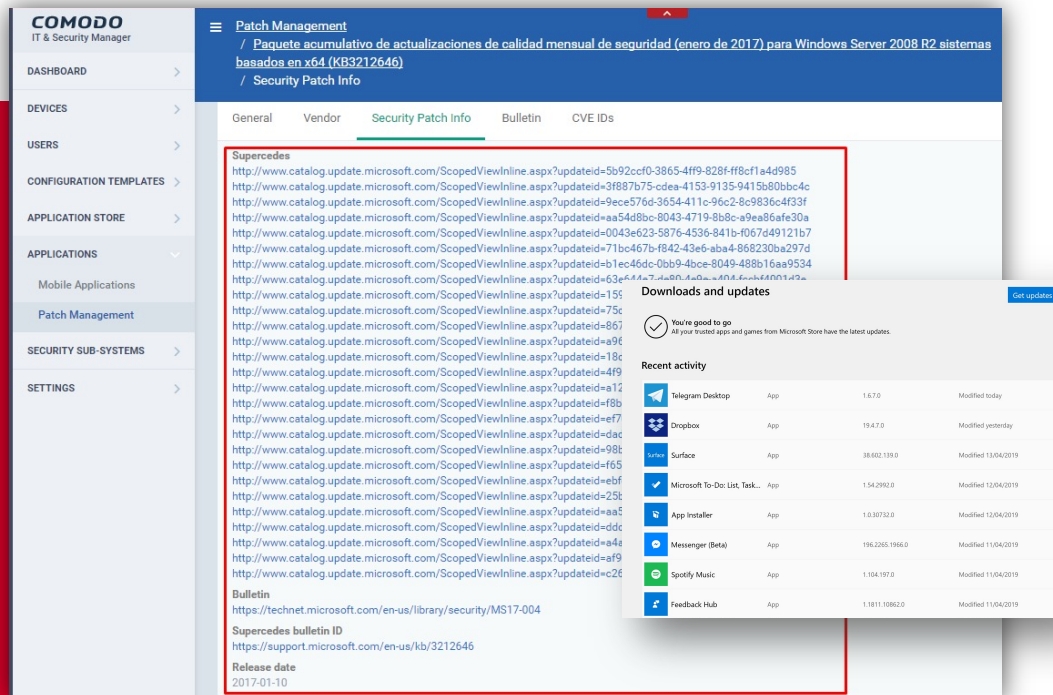 COMODO
IT & Security Manager
DASHBOARD
DEVICES
USERS
CONFIGURATION TEMPLATES
APPLICATION STORE
APPLICATIONS
Mobile Applications
Patch Management
SECURITY SUB-SYSTEMS
SETTINGS
Patch Management
/ Paquete acumulativo de actualizaciones de calidad mensual de seguridad (enero de 2017) para Windows Server 2008 R2 sistemas
basados en x64 (KB3212646)
/ Security Patch Info
General Vendor Security Patch Info Bulletin CVE IDs
Supercedes
http://www.catalog.update.microsoft.com/ScopedViewInline.aspx?updateid=5b92ccf0-3865-4ff9-828f-ff8cf1a4d985
http://www.catalog.update.microsoft.com/ScopedViewInline.aspx?updateid=3f887b75-cdea-4153-9135-9415b80bbc4c
http://www.catalog.update.microsoft.com/ScopedViewInline.aspx?updateid=9ece576d-3654-411c-96c2-8c9836c4f33f
http://www.catalog.update.microsoft.com/ScopedViewInline.aspx?updateid=aa54d8bc-8043-4719-8b8c-a9ea86afe30a
http://www.catalog.update.microsoft.com/ScopedViewInline.aspx?updateid=0043e623-5876-4536-841b-f067d49121b7
http://www.catalog.update.microsoft.com/ScopedViewInline.aspx?updateid=71bc467b-f842-43e6-aba4-868230ba297d
http://www.catalog.update.microsoft.com/ScopedViewInline.aspx?updateid=b1ec46dc-0bb9-4bce-8049-488b16aa9534
http://www.catalog.update.microsoft.com/ScopedViewInline.aspx?updateid=159
http://www.catalog.update.microsoft.com/ScopedViewInline.aspx?updateid=75c
http://www.catalog.update.microsoft.com/ScopedViewInline.aspx?updateid=867
http://www.catalog.update.microsoft.com/ScopedViewInline.aspx?updateid=a96
http://www.catalog.update.microsoft.com/ScopedViewInline.aspx?updateid=18c
http://www.catalog.update.microsoft.com/ScopedViewInline.aspx?updateid=4f9
http://www.catalog.update.microsoft.com/ScopedViewInline.aspx?updateid=a12
http://www.catalog.update.microsoft.com/ScopedViewInline.aspx?updateid=f8b
http://www.catalog.update.microsoft.com/ScopedViewInline.aspx?updateid=ef7
http://www.catalog.update.microsoft.com/ScopedViewInline.aspx?updateid=dac
http://www.catalog.update.microsoft.com/ScopedViewInline.aspx?updateid=98b
http://www.catalog.update.microsoft.com/ScopedViewInline.aspx?updateid=f65
http://www.catalog.update.microsoft.com/ScopedViewInline.aspx?updateid=ebf
http://www.catalog.update.microsoft.com/ScopedViewInline.aspx?updateid=25b
http://www.catalog.update.microsoft.com/ScopedViewInline.aspx?updateid=aa5
http://www.catalog.update.microsoft.com/ScopedViewInline.aspx?updateid=ddc
http://www.catalog.update.microsoft.com/ScopedViewInline.aspx?updateid=a4a
http://www.catalog.update.microsoft.com/ScopedViewInline.aspx?updateid=af9
http://www.catalog.update.microsoft.com/ScopedViewInline.aspx?updateid=c26
Bulletin
https://technet.microsoft.com/en-us/library/security/MS17-004
Supercedes bulletin ID
https://support.microsoft.com/en-us/kb/3212646
Release date
2017-01-10
Downloads and updates
Get updates
You're good to go
All your trusted apps and games from Microsoft Store have the latest updates.
Recent activity
Telegram Desktop App 1.6.7.0 Modified today
Dropbox App 19.4.7.0 Modified yesterday
Surface Surface App 38.602.139.0 Modified 13/04/2019
Microsoft To-Do: List, Task... App 1.54.2992.0 Modified 12/04/2019
App Installer App 1.0.30732.0 Modified 12/04/2019
Messenger (Beta) App 196.2265.1966.0 Modified 11/04/2019
Spotify Music App 1.104.197.0 Modified 11/04/2019
Feedback Hub App 1.1811.10862.0 Modified 11/04/2019